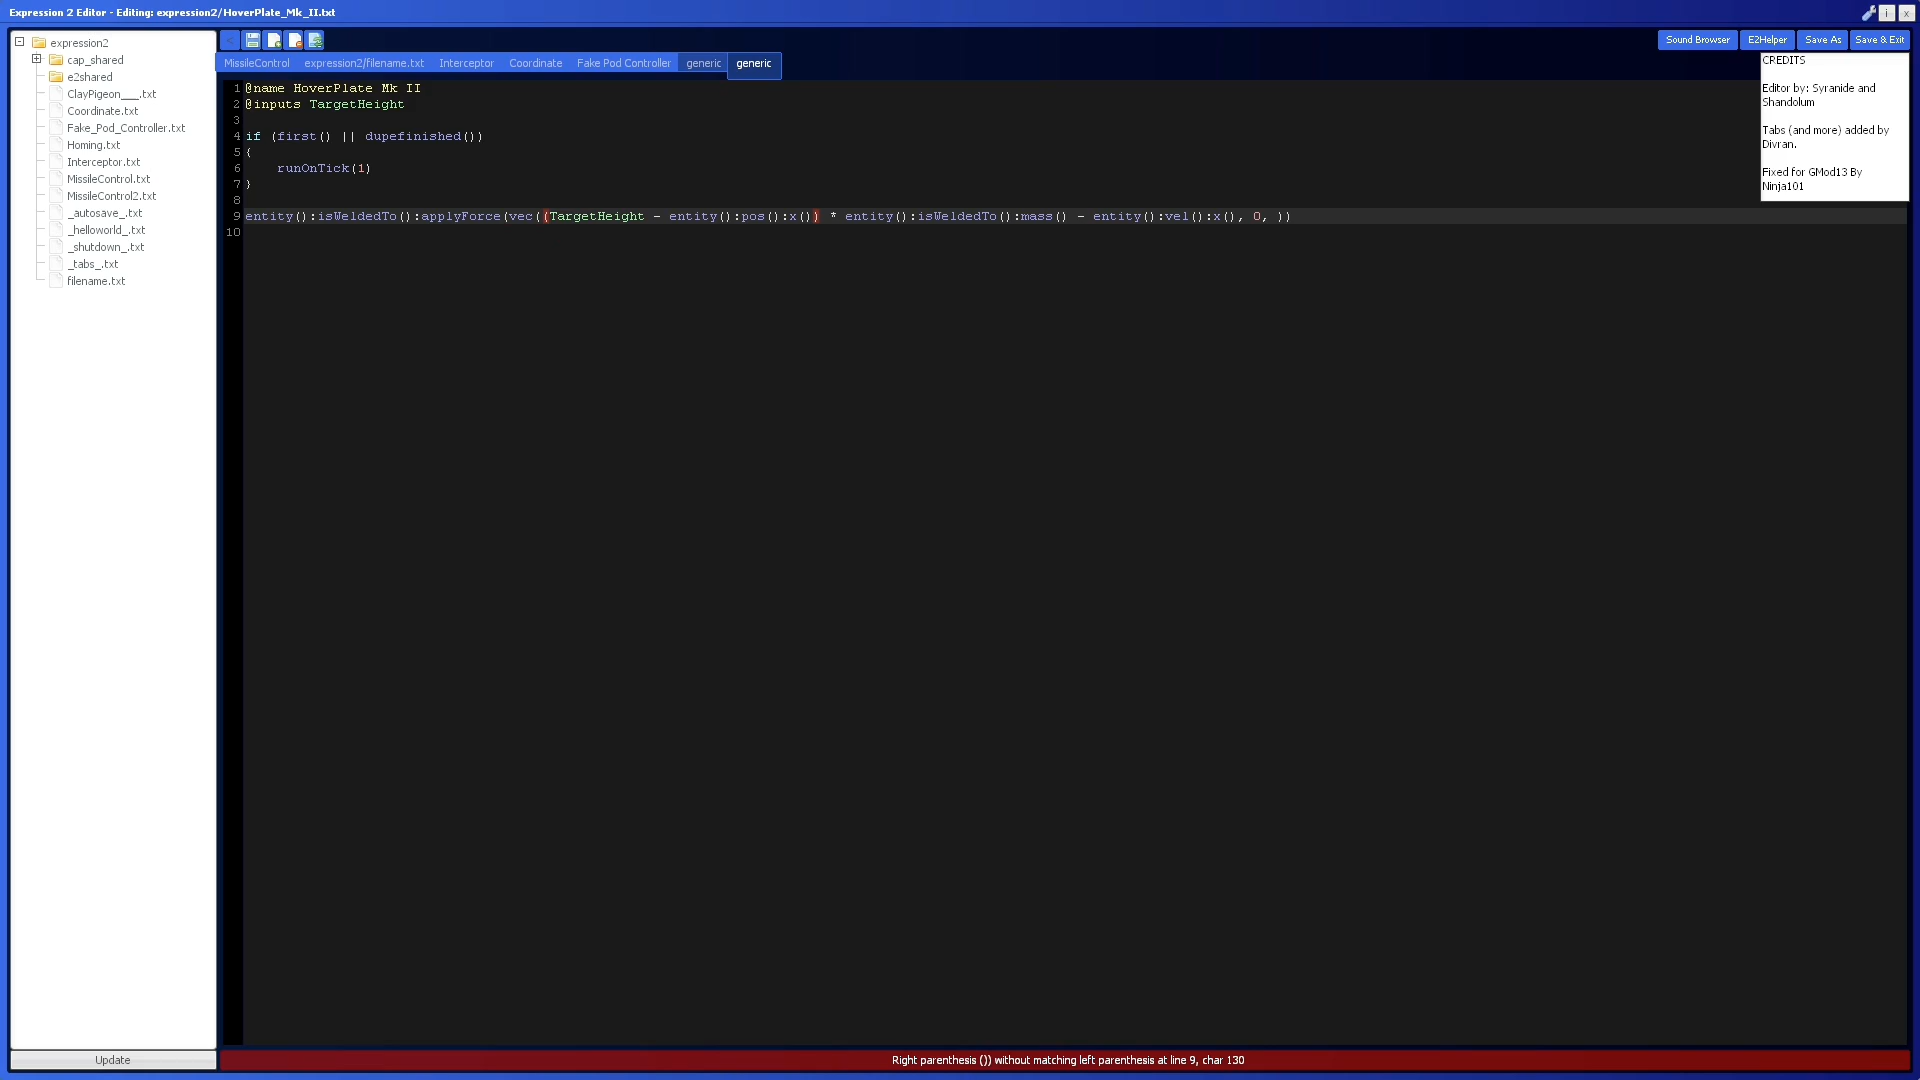 Expression 2 Editor - Editing: expression2/HoverPlate_Mk_II.txt
i x
Sound Browser E2Helper Save As Save & Exit
expression2
cap_shared
e2shared
ClayPigeon___.txt
Coordinate.txt
Fake_Pod_Controller.txt
Homing.txt
Interceptor.txt
MissileControl.txt
MissileControl2.txt
_autosave_.txt
_helloworld_.txt
_shutdown_.txt
_tabs_.txt
filename.txt
Update
<
MissileControl expression2/filename.txt Interceptor Coordinate Fake Pod Controller generic generic
1 @name HoverPlate Mk II
2 @inputs TargetHeight
3
4 if (first() || dupefinished())
5 {
6     runOnTick(1)
7 }
8
9 entity():isWeldedTo():applyForce(vec((TargetHeight - entity():pos():x()) * entity():isWeldedTo():mass() - entity():vel():x(), 0, ))
10
CREDITS
Editor by: Syranide and
Shandolum
Tabs (and more) added by
Divran.
Fixed for GMod13 By
Ninja101
Right parenthesis ()) without matching left parenthesis at line 9, char 130